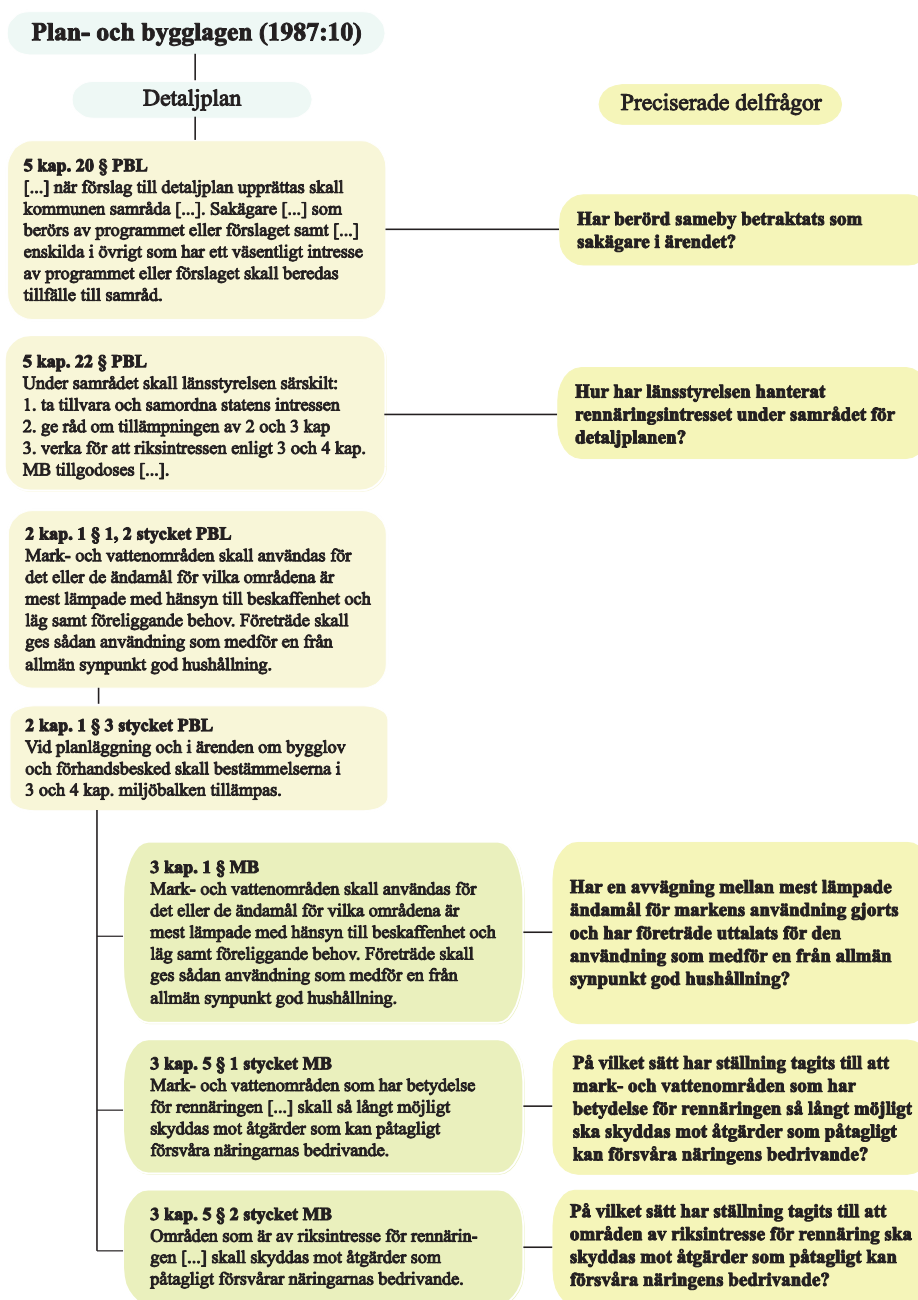 Plan- och bygglagen (1987:10)
Detaljplan
Preciserade delfrågor
5 kap. 20 § PBL
[...] när förslag till detaljplan upprättas skall
kommunen samråda [...]. Sakägare [...] som
berörs av programmet eller förslaget samt [...]
enskilda i övrigt som har ett väsentligt intresse
av programmet eller förslaget skall beredas
tillfälle till samråd.
Har berörd sameby betraktats som
sakägare i ärendet?
5 kap. 22 § PBL
Under samrådet skall länsstyrelsen särskilt:
1. ta tillvara och samordna statens intressen
2. ge råd om tillämpningen av 2 och 3 kap
3. verka för att riksintressen enligt 3 och 4 kap.
MB tillgodoses [...].
Hur har länsstyrelsen hanterat
rennäringsintresset under samrådet för
detaljplanen?
2 kap. 1 § 1, 2 stycket PBL
Mark- och vattenområden skall användas för
det eller de ändamål för vilka områdena är
mest lämpade med hänsyn till beskaffenhet och
läg samt föreliggande behov. Företräde skall
ges sådan användning som medför en från
allmän synpunkt god hushållning.
2 kap. 1 § 3 stycket PBL
Vid planläggning och i ärenden om bygglov
och förhandsbesked skall bestämmelserna i
3 och 4 kap. miljöbalken tillämpas.
3 kap. 1 § MB
Mark- och vattenområden skall användas för
det eller de ändamål för vilka områdena är
mest lämpade med hänsyn till beskaffenhet och
läg samt föreliggande behov. Företräde skall
ges sådan användning som medför en från
allmän synpunkt god hushållning.
Har en avvägning mellan mest lämpade
ändamål för markens användning gjorts
och har företräde uttalats för den
användning som medför en från allmän
synpunkt god hushållning?
3 kap. 5 § 1 stycket MB
Mark- och vattenområden som har betydelse
för rennäringen [...] skall så långt möjligt
skyddas mot åtgärder som kan påtagligt
försvåra näringarnas bedrivande.
På vilket sätt har ställning tagits till att
mark- och vattenområden som har
betydelse för rennäringen så långt möjligt
ska skyddas mot åtgärder som påtagligt
kan försvåra näringens bedrivande?
3 kap. 5 § 2 stycket MB
Områden som är av riksintresse för rennärin-
gen [...] skall skyddas mot åtgärder som
påtagligt försvårar näringarnas bedrivande.
På vilket sätt har ställning tagits till att
områden av riksintresse för rennäring ska
skyddas mot åtgärder som påtagligt kan
försvåra näringens bedrivande?